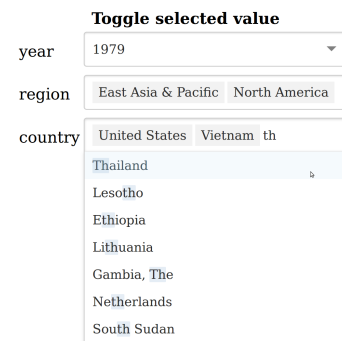 Toggle selected value
year 1979
region East Asia & Pacific North America
country United States Vietnam th
Thailand
Lesotho
Ethiopia
Lithuania
Gambia, The
Netherlands
South Sudan